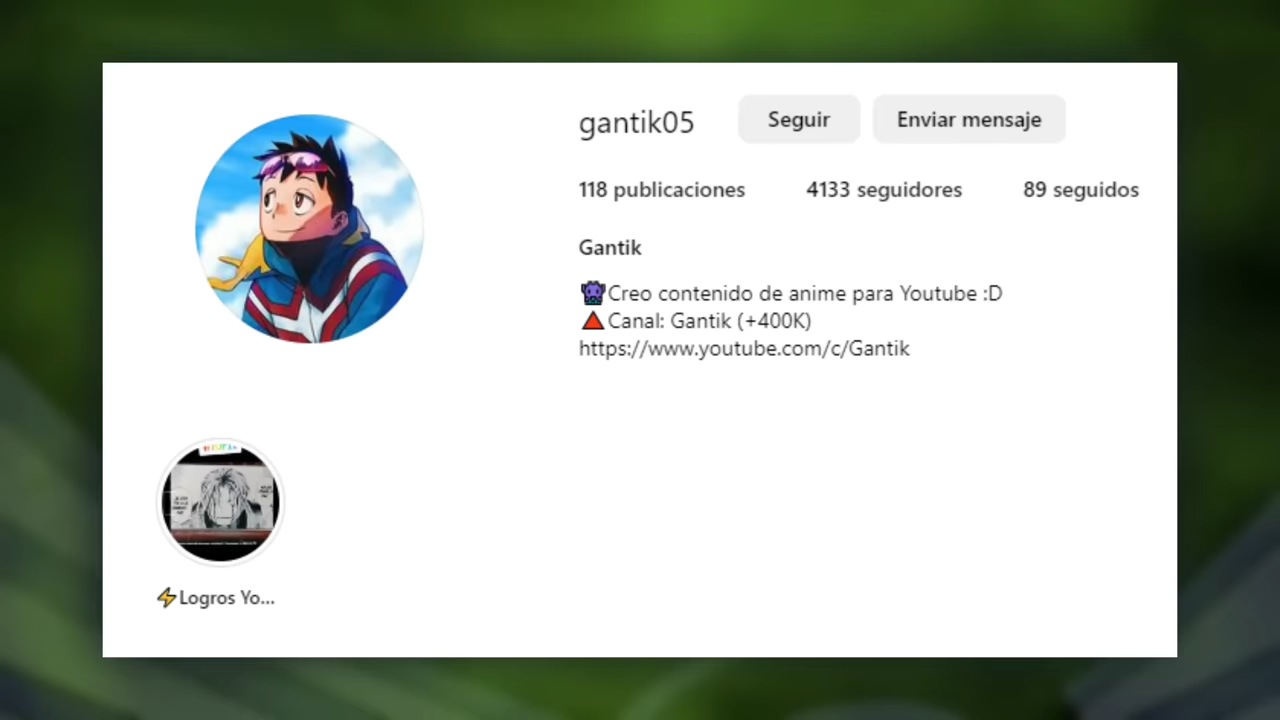 gantik05 Seguir Enviar mensaje
118 publicaciones 4133 seguidores 89 seguidos
Gantik
👾Creo contenido de anime para Youtube :D
🔺Canal: Gantik (+400K)
https://www.youtube.com/c/Gantik
⚡Logros Yo...